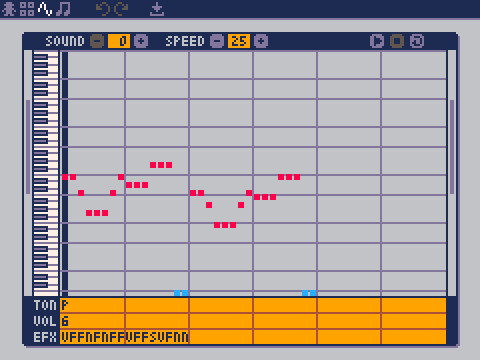 SOUND 0 SPEED 25
TON P
VOL 6
EFX VFFNFNFFVFFSVFNN